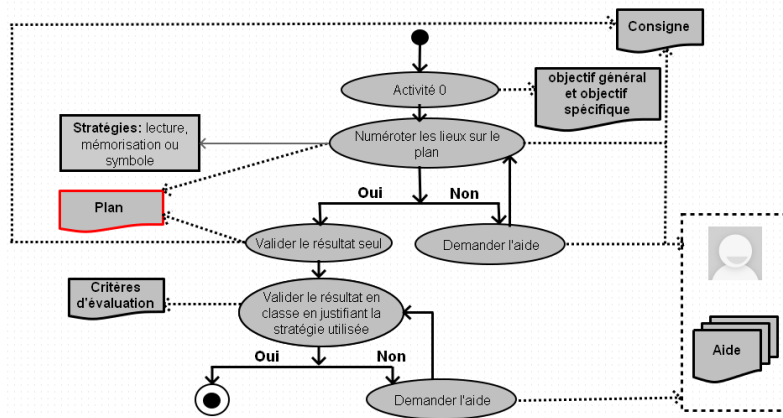 Consigne
Activité 0
objectif général
et objectif
spécifique
Stratégies: lecture,
mémorisation ou
symbole
Numéroter les lieux sur le
plan
Oui
Non
Plan
Valider le résultat seul
Demander l'aide
Critères
d'évaluation
Valider le résultat en
classe en justifiant la
stratégie utilisée
Aide
Oui
Non
Demander l'aide